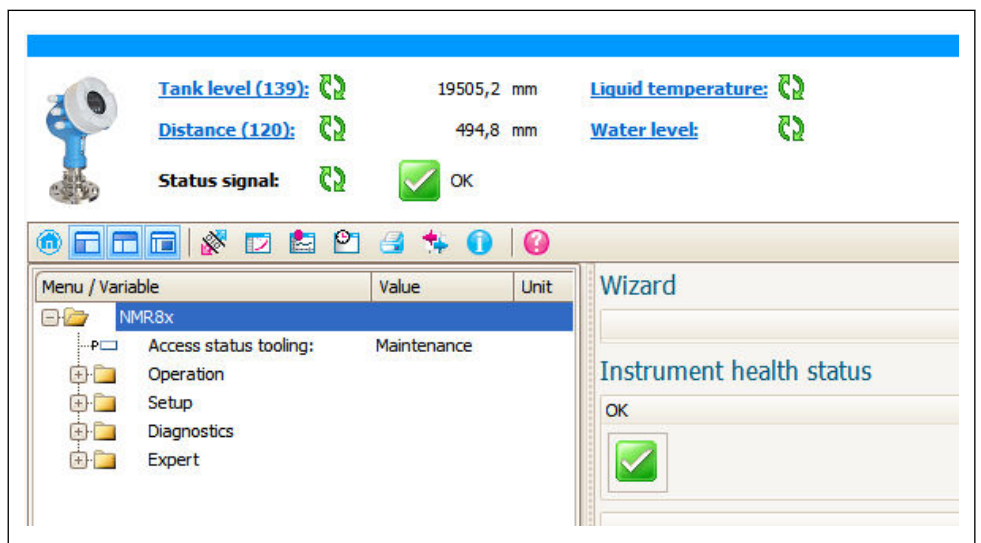 Tank level (139): 19505,2 mm Liquid temperature:
Distance (120): 494,8 mm Water level:
Status signal: OK
Menu / Variable Value Unit
NMR8x
Access status tooling: Maintenance
Operation
Setup
Diagnostics
Expert
Wizard
Instrument health status
OK